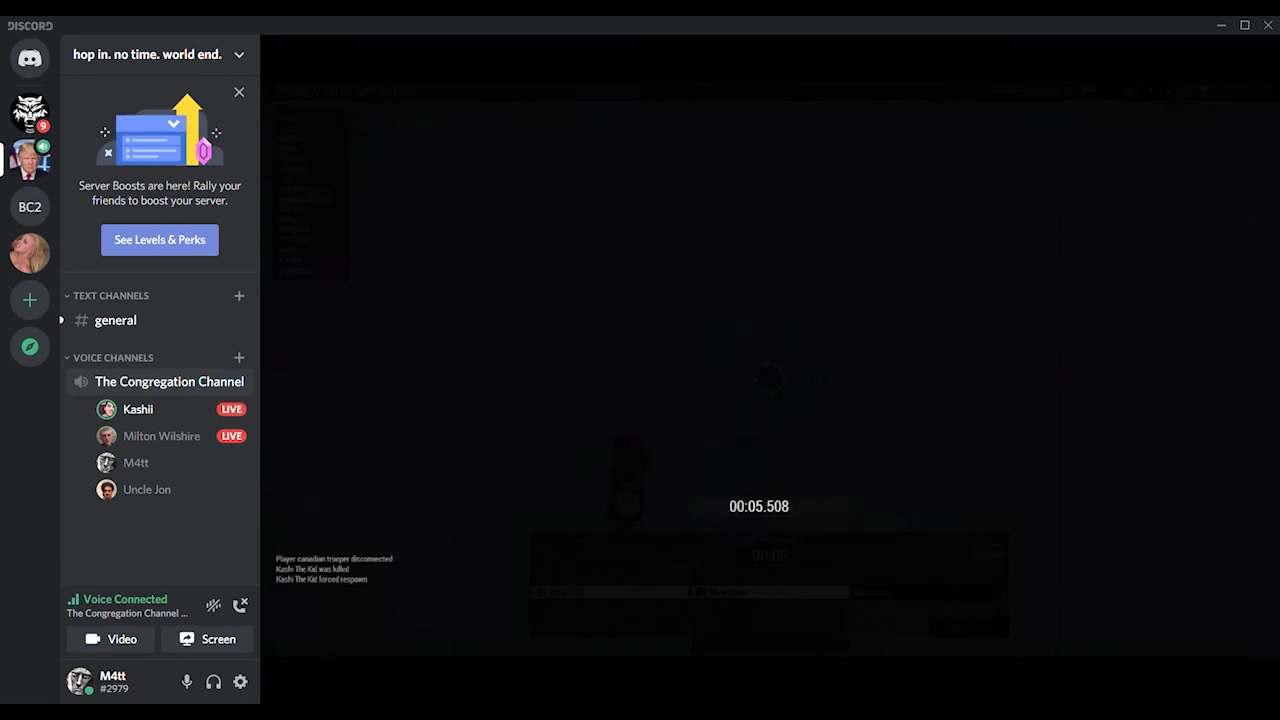 DISCORD
hop in. no time. world end.
9
BC2
Server Boosts are here! Rally your
friends to boost your server.
See Levels & Perks
TEXT CHANNELS
# general
VOICE CHANNELS
The Congregation Channel
Kashii LIVE
Milton Wilshire LIVE
M4tt
Uncle Jon
Voice Connected
The Congregation Channel ...
Video Screen
M4tt
#2979
00:05.508
00:05
Player canadian trooper disconnected
Kashi The Kid was killed
Kashi The Kid forced respawn